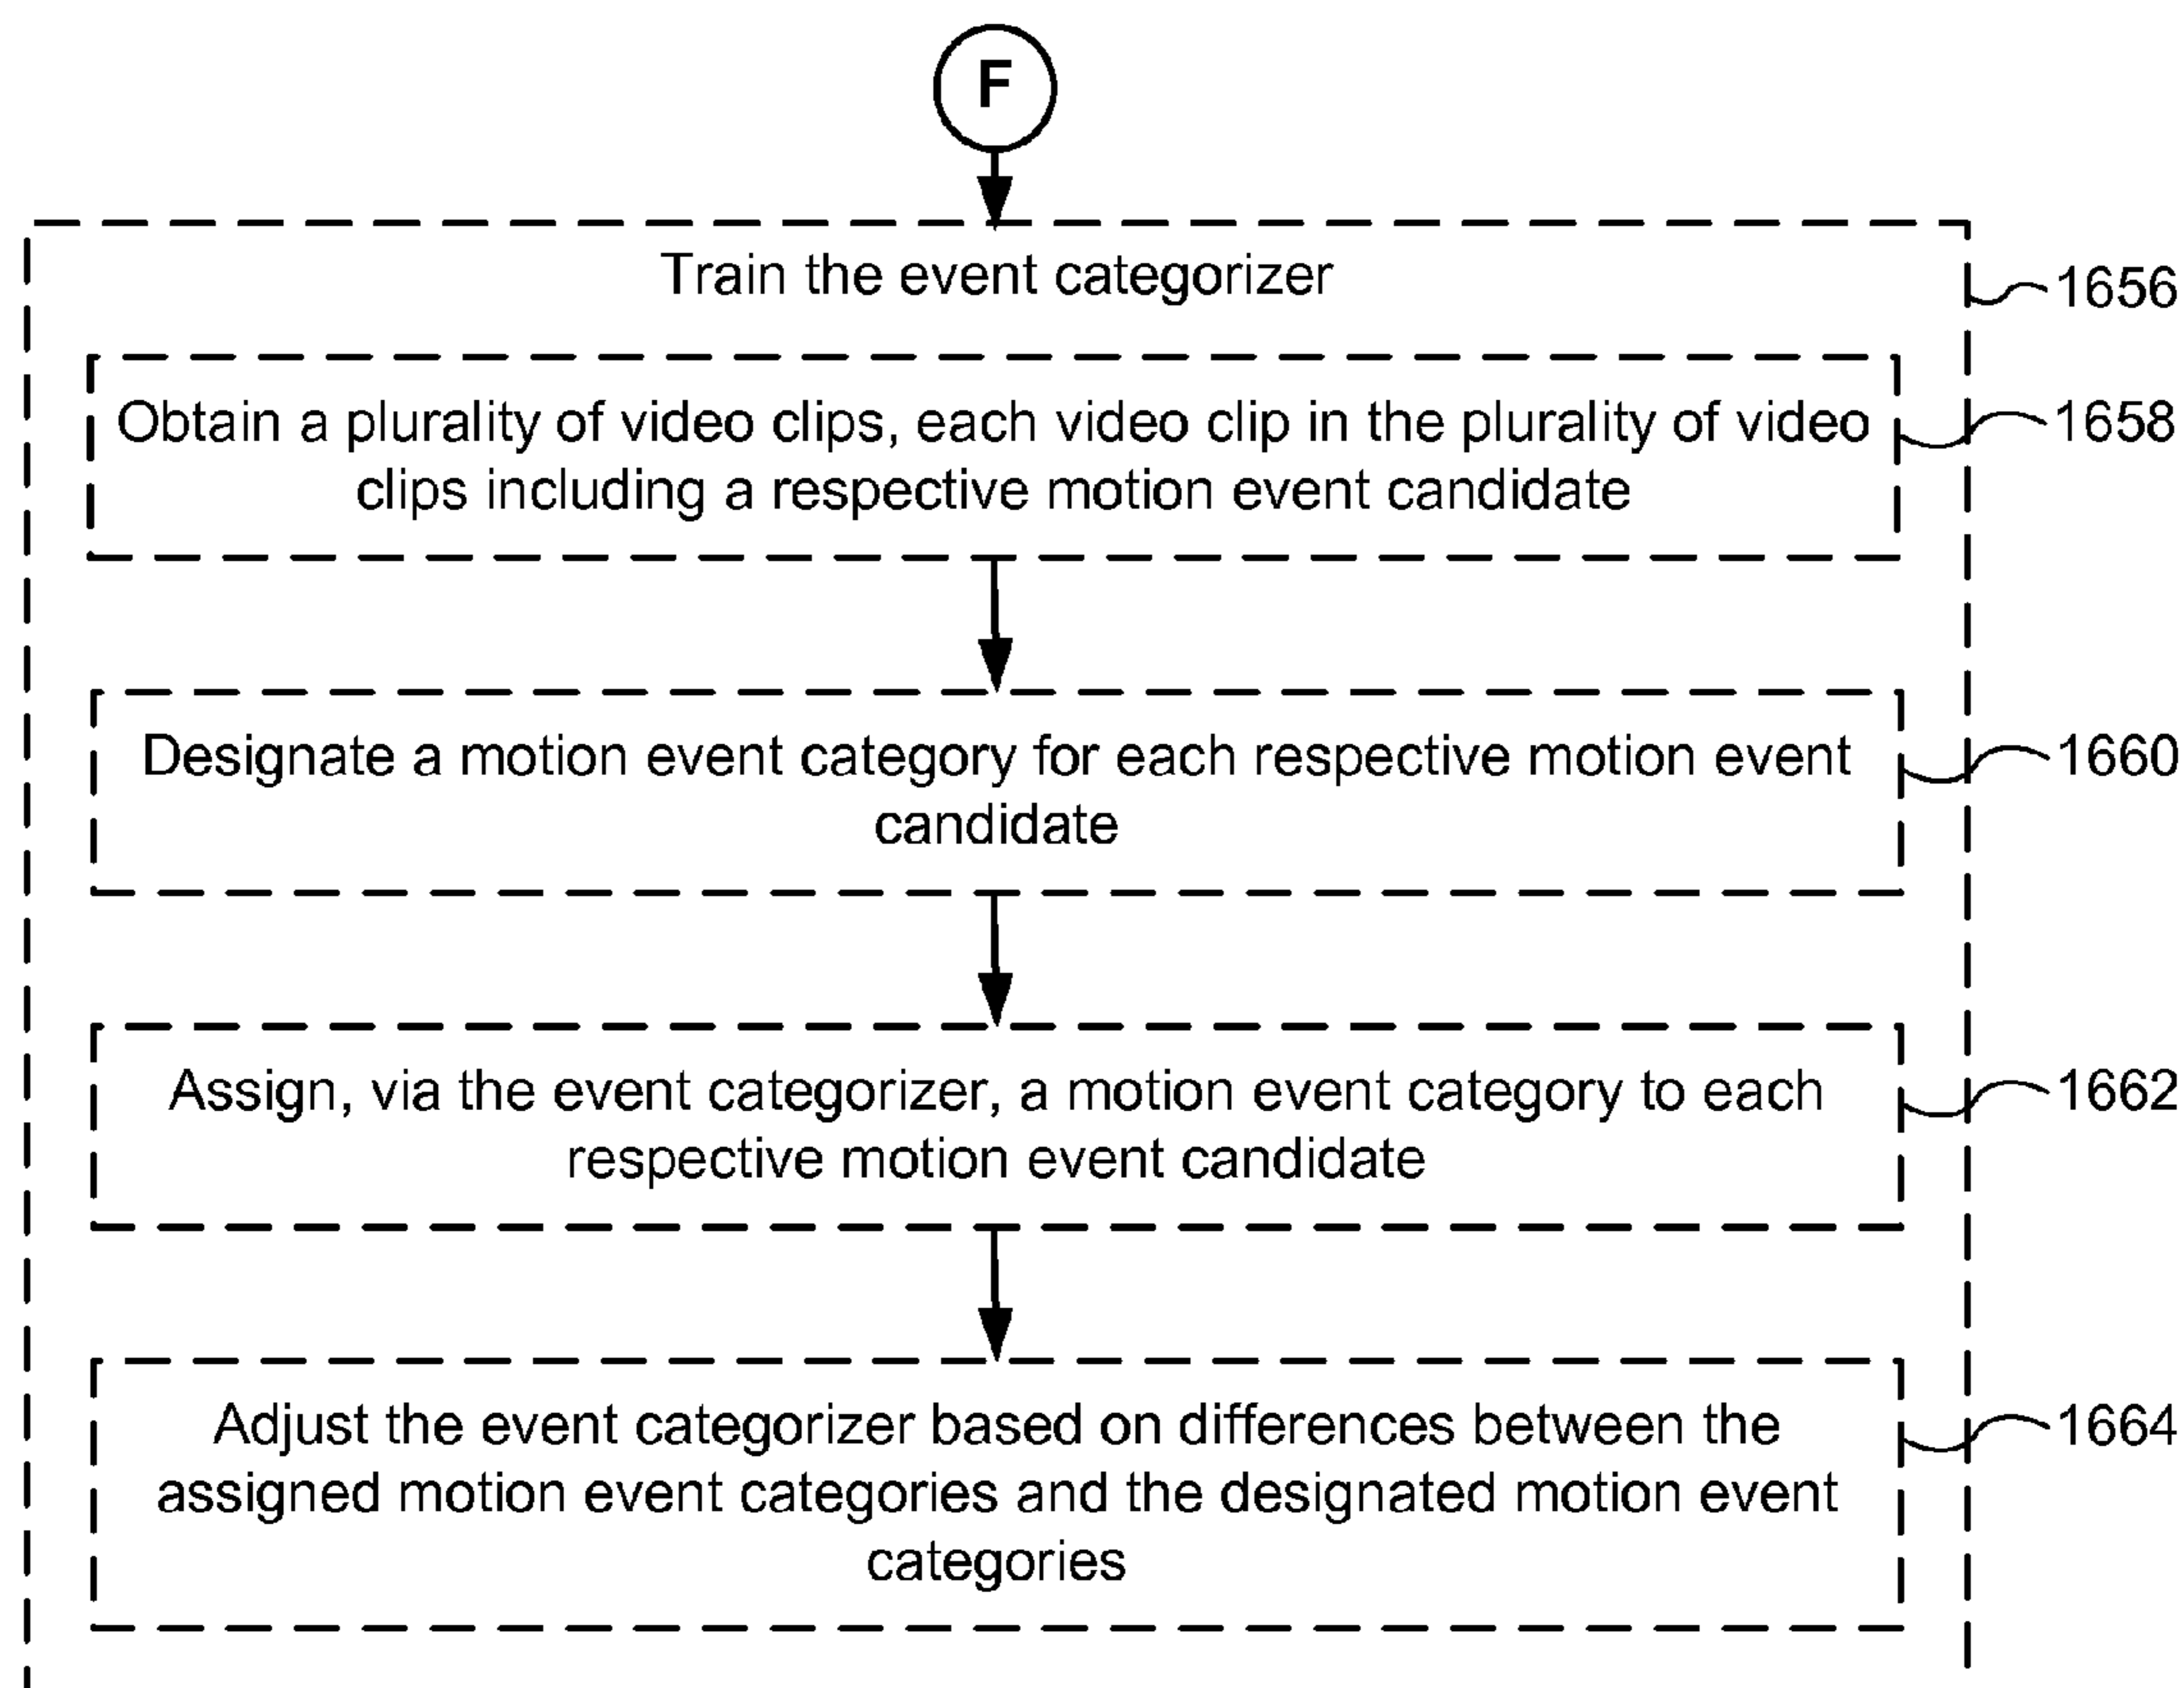 F
Train the event categorizer
1656
Obtain a plurality of video clips, each video clip in the plurality of video
clips including a respective motion event candidate
1658
Designate a motion event category for each respective motion event
candidate
1660
Assign, via the event categorizer, a motion event category to each
respective motion event candidate
1662
Adjust the event categorizer based on differences between the
assigned motion event categories and the designated motion event
categories
1664